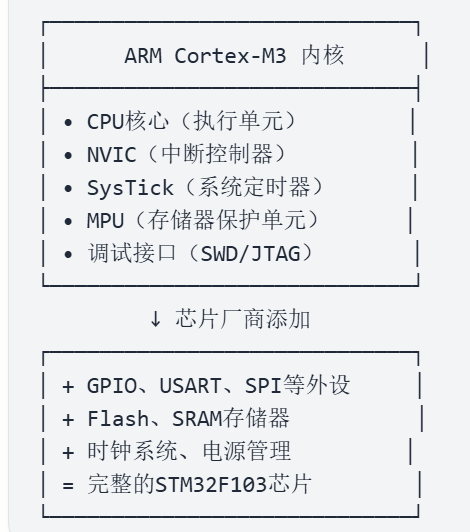 ARM Cortex-M3 内核
• CPU核心（执行单元）
• NVIC（中断控制器）
• SysTick（系统定时器）
• MPU（存储器保护单元）
• 调试接口（SWD/JTAG）
↓ 芯片厂商添加
+ GPIO、USART、SPI等外设
+ Flash、SRAM存储器
+ 时钟系统、电源管理
= 完整的STM32F103芯片